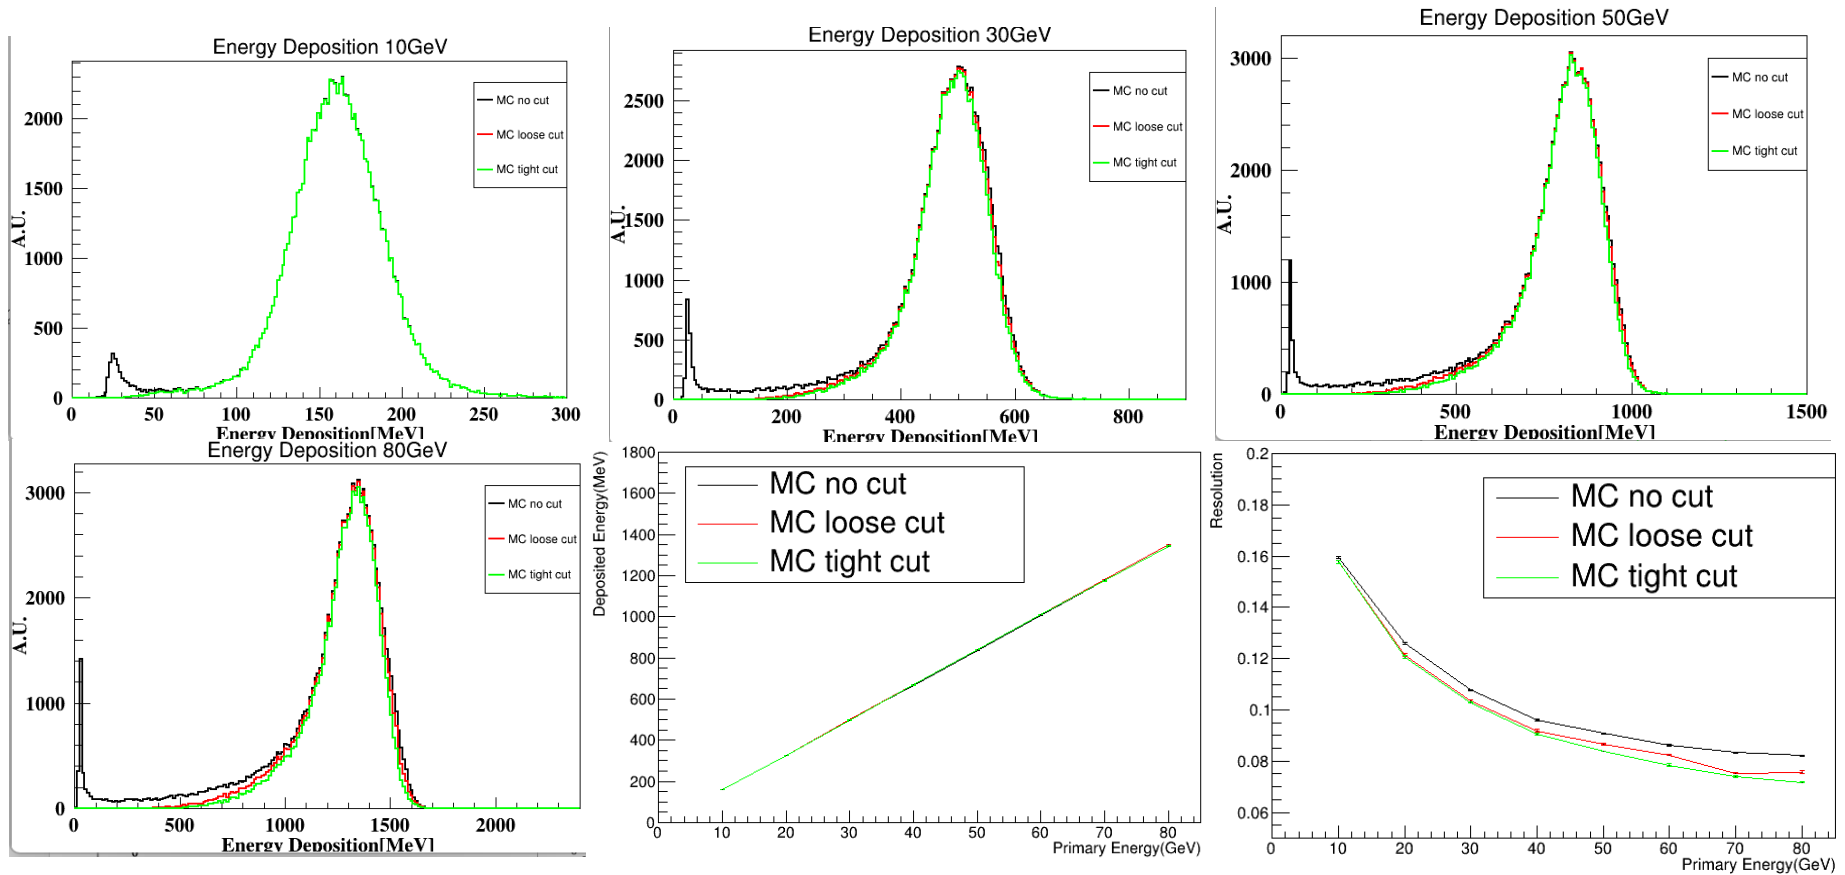 Energy Deposition 10GeV
MC no cut
MC loose cut
MC tight cut
A.U.
2000
1500
1000
500
0
0 50 100 150 200 250 300
Energy Deposition[MeV]
Energy Deposition 30GeV
MC no cut
MC loose cut
MC tight cut
A.U.
2500
2000
1500
1000
500
0
0 200 400 600 800
Energy Deposition[MeV]
Energy Deposition 50GeV
MC no cut
MC loose cut
MC tight cut
A.U.
3000
2000
1000
0
0 500 1000 1500
Energy Deposition[MeV]
Energy Deposition 80GeV
MC no cut
MC loose cut
MC tight cut
A.U.
3000
2000
1000
0
0 500 1000 1500 2000
Energy Deposition[MeV]
Deposited Energy(MeV)
MC no cut
MC loose cut
MC tight cut
1800
1600
1400
1200
1000
800
600
400
200
0
0 10 20 30 40 50 60 70 80
Primary Energy(GeV)
Resolution
MC no cut
MC loose cut
MC tight cut
0.2
0.18
0.16
0.14
0.12
0.1
0.08
0.06
0 10 20 30 40 50 60 70 80
Primary Energy(GeV)